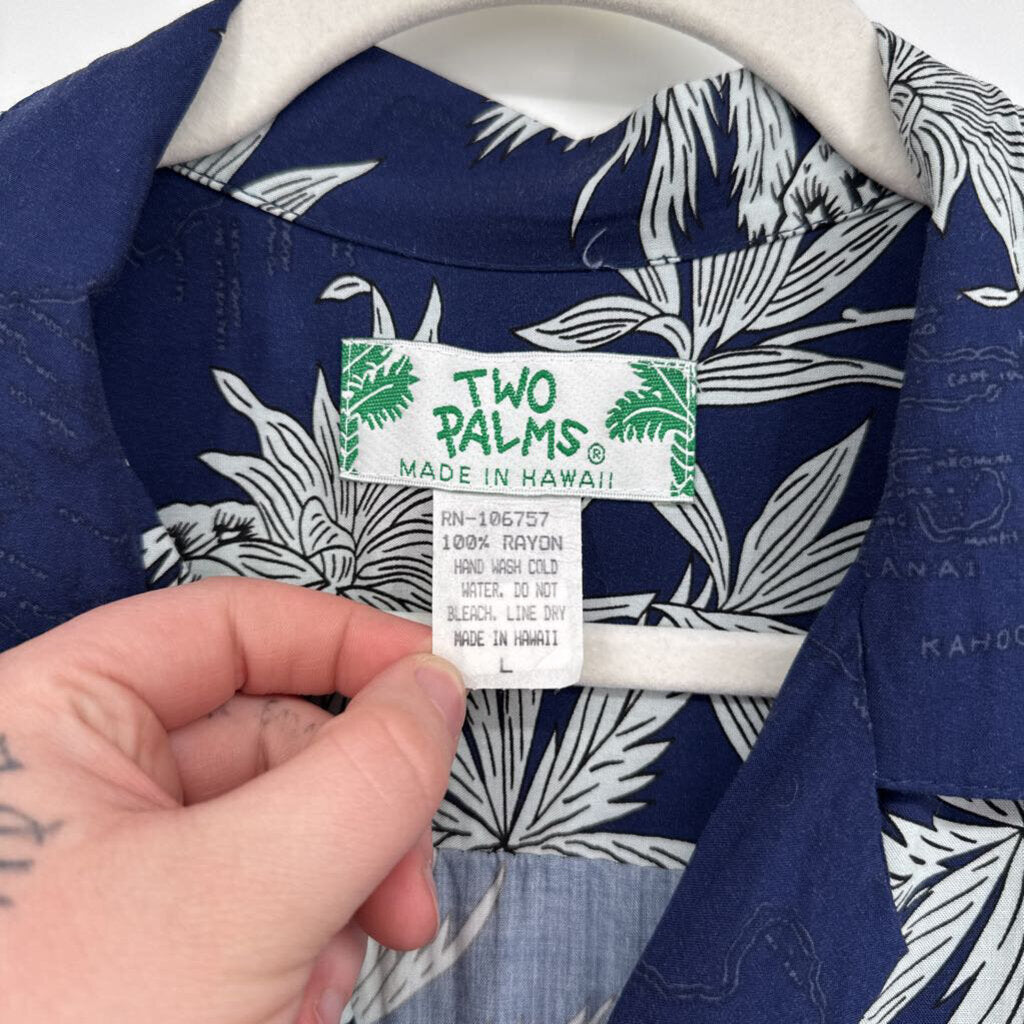 TWO
PALMS®
MADE IN HAWAII
RN-106757
100% RAYON
HAND WASH COLD
WATER. DO NOT
BLEACH. LINE DRY
MADE IN HAWAII
L
KAHOO